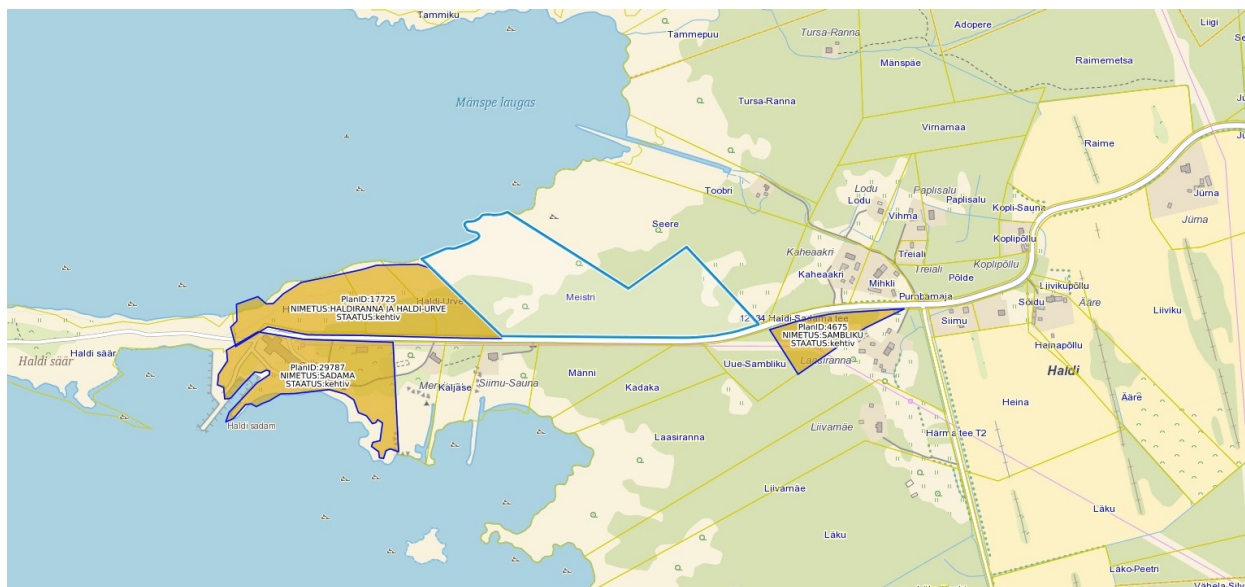 Tammiku
Tammepuu
Tursa-Ranna
Adopere
Liigi
Raimemetsa
Mänspäe
Mänspe laugas
Tursa-Ranna
Virnamaa
Raime
Toobri
Lodu
Lodu
Paplisalu
Paplisalu
Kopli-Sauna
Jürna
Jürna
Vihma
Seere
Koplipõllu
Kaheaakri
Kaheaakri
Treiali
Treiali
Koplipõllu
Põlde
Mihkli
Liivikupõllu
Liiviku
Meistri
Pumbamaja
Sõidu
Ääre
PlanID:17725
NIMETUS:HALDIRANNA JA HALDI-URVE
STAATUS:kehtiv
Haldi-Urve
Haldi-Sadama tee
PlanID:4675
NIMETUS:SAMBLIKU
STAATUS:kehtiv
Siimu
Heinapõllu
Haldi säär
Haldi säär
Uue-Sambliku
Laasiranna
Haldi
PlanID:29787
NIMETUS:SADAMA
STAATUS:kehtiv
Kaljase
Siimu-Sauna
Männi
Kadaka
Heina
Ääre
Haldi sadam
Liivamäe
Härma tee T2
Laasiranna
Liivamäe
Läku
Läku
Läko-Peetri